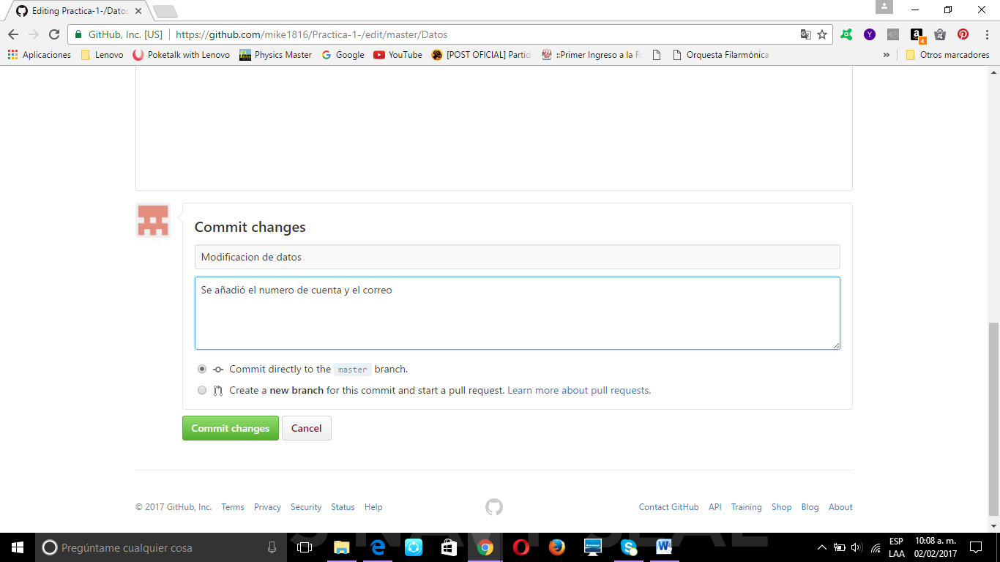 Editing Practica-1-/Datos
GitHub, Inc. [US] https://github.com/mike1816/Practica-1-/edit/master/Datos
Aplicaciones Lenovo Poketalk with Lenovo Physics Master Google YouTube [POST OFICIAL] Partid ::Primer Ingreso a la Fa Orquesta Filarmónica » Otros marcadores
Commit changes
Modificacion de datos
Se añadió el numero de cuenta y el correo
Commit directly to the master branch.
Create a new branch for this commit and start a pull request. Learn more about pull requests.
Commit changes Cancel
© 2017 GitHub, Inc. Terms Privacy Security Status Help Contact GitHub API Training Shop Blog About
Pregúntame cualquier cosa
ESP 10:08 a. m.
LAA 02/02/2017